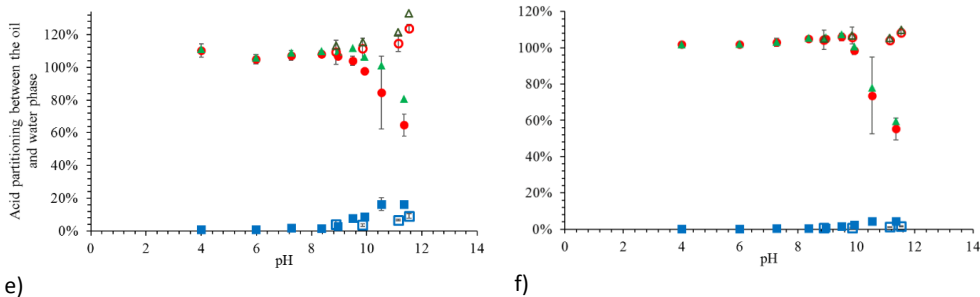 Acid partitioning between the oil
and water phase
120%
100%
80%
60%
40%
20%
0%
0 2 4 6 8 10 12 14
pH
e)
120%
100%
80%
60%
40%
20%
0%
0 2 4 6 8 10 12 14
pH
f)